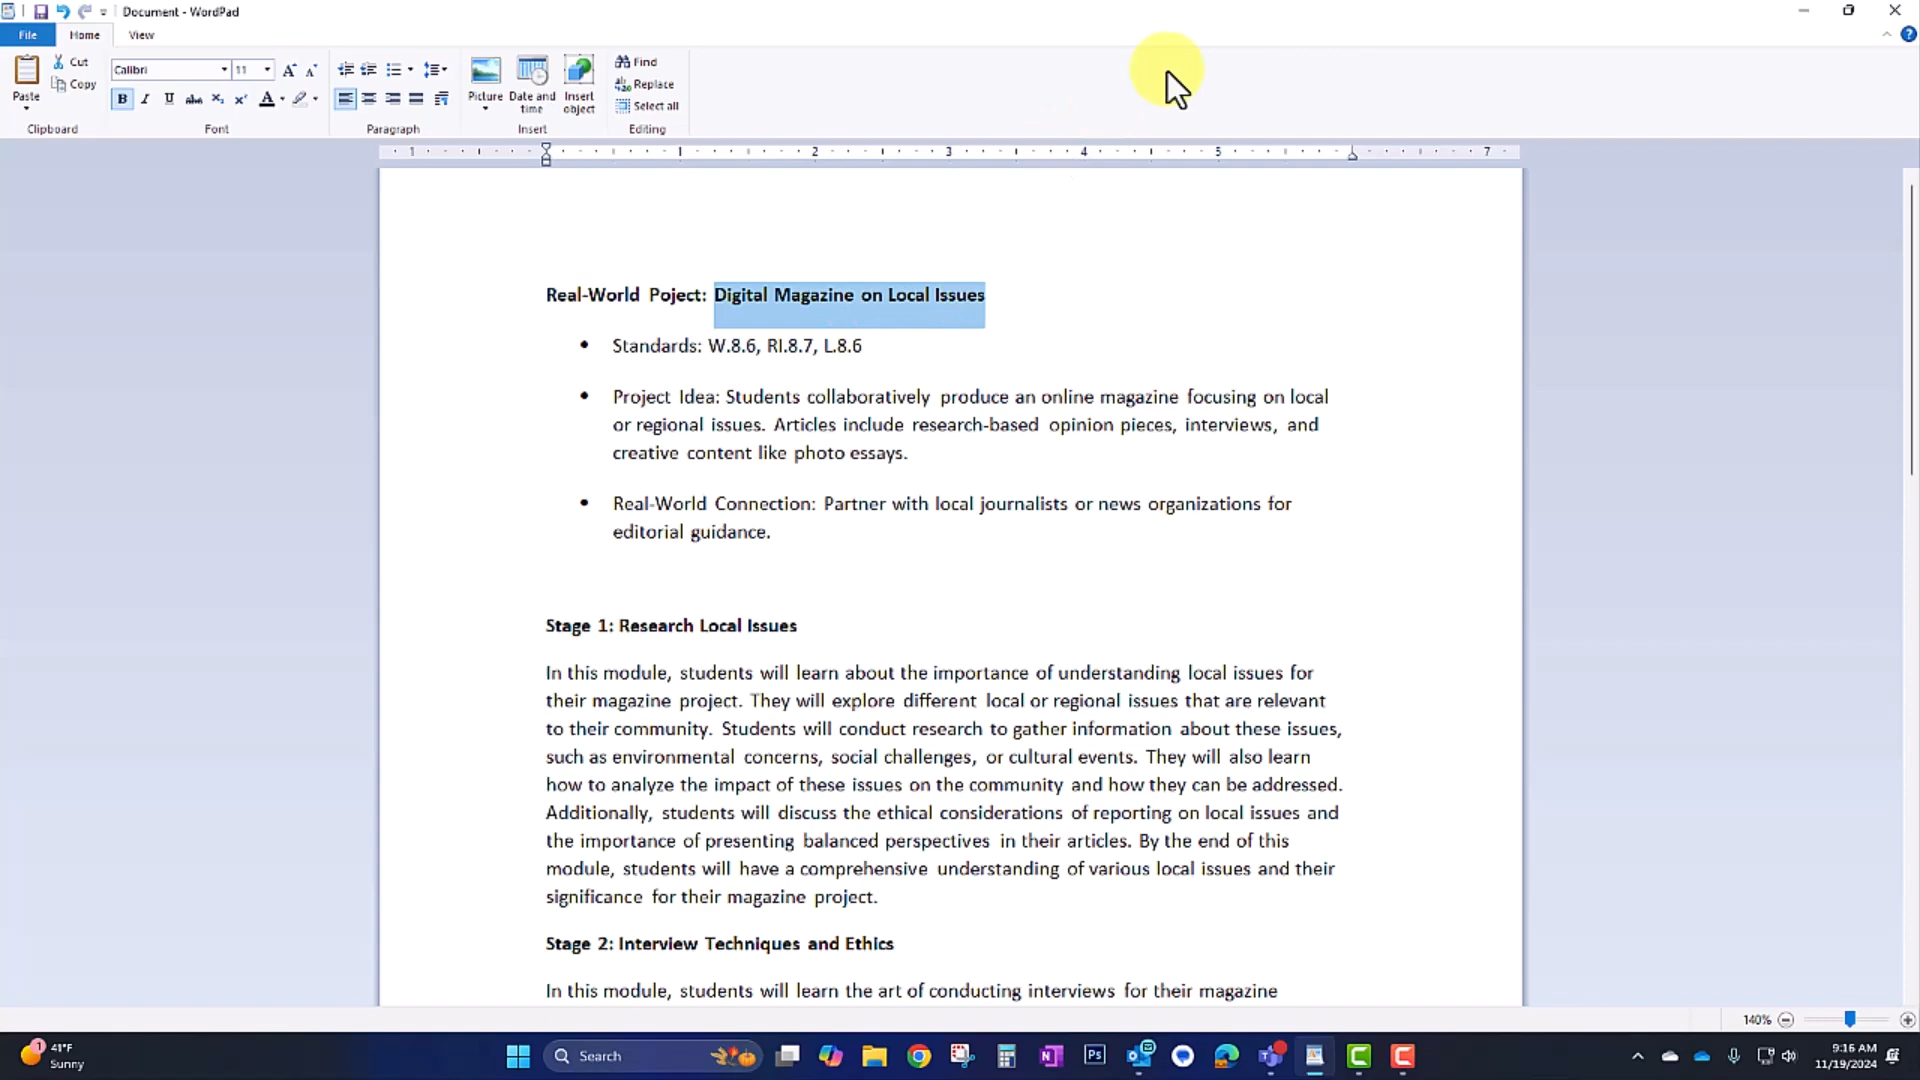 Document - WordPad
File Home View
Paste
Cut
Copy
Clipboard
Calibri 11
B I U abc X₂ X² A
Font
Paragraph
Picture
Date and time
Insert object
Insert
Find
Replace
Select all
Editing
1 1 2 3 4 5 7
Real-World Poject: Digital Magazine on Local Issues
• Standards: W.8.6, RI.8.7, L.8.6
• Project Idea: Students collaboratively produce an online magazine focusing on local
or regional issues. Articles include research-based opinion pieces, interviews, and
creative content like photo essays.
• Real-World Connection: Partner with local journalists or news organizations for
editorial guidance.
Stage 1: Research Local Issues
In this module, students will learn about the importance of understanding local issues for
their magazine project. They will explore different local or regional issues that are relevant
to their community. Students will conduct research to gather information about these issues,
such as environmental concerns, social challenges, or cultural events. They will also learn
how to analyze the impact of these issues on the community and how they can be addressed.
Additionally, students will discuss the ethical considerations of reporting on local issues and
the importance of presenting balanced perspectives in their articles. By the end of this
module, students will have a comprehensive understanding of various local issues and their
significance for their magazine project.
Stage 2: Interview Techniques and Ethics
In this module, students will learn the art of conducting interviews for their magazine
140%
1
41°F
Sunny
Search
N
Ps
C
C
9:16 AM
11/19/2024